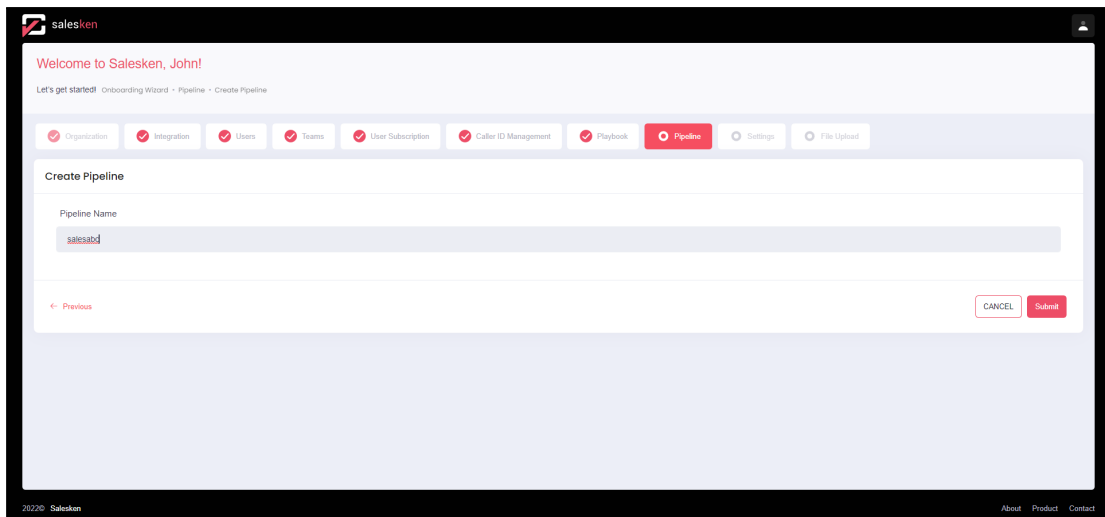 salesken
Welcome to Salesken, John!
Let's get started! Onboarding Wizard - Pipeline - Create Pipeline
Organization Integration Users Teams User Subscription Caller ID Management Playbook Pipeline Settings File Upload
Create Pipeline
Pipeline Name
salesabd
← Previous CANCEL Submit
2022© Salesken About Product Contact